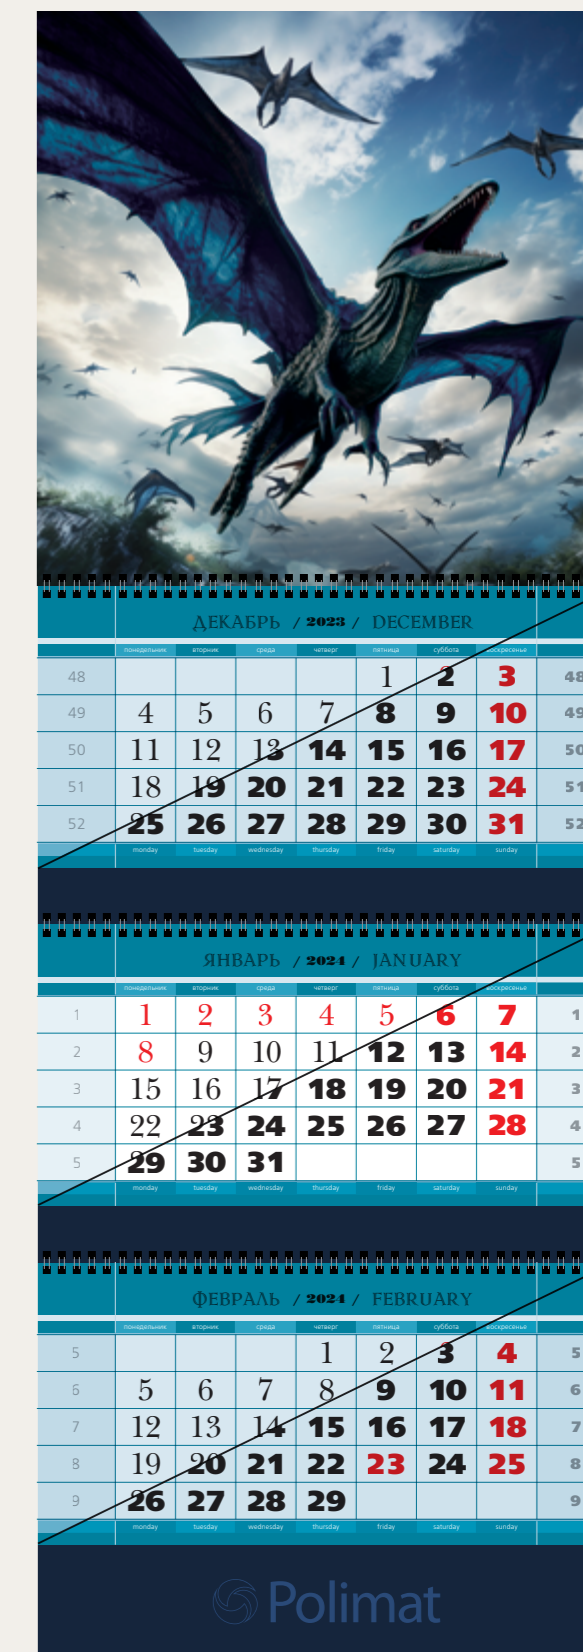 ДЕКАБРЬ / 2023 / DECEMBER
понедельник вторник среда четверг пятница суббота воскресенье
48 1 2 3 48
49 4 5 6 7 8 9 10 49
50 11 12 13 14 15 16 17 50
51 18 19 20 21 22 23 24 51
52 25 26 27 28 29 30 31 52
monday tuesday wednesday thursday friday saturday sunday
ЯНВАРЬ / 2024 / JANUARY
понедельник вторник среда четверг пятница суббота воскресенье
1 1 2 3 4 5 6 7 1
2 8 9 10 11 12 13 14 2
3 15 16 17 18 19 20 21 3
4 22 23 24 25 26 27 28 4
5 29 30 31 5
monday tuesday wednesday thursday friday saturday sunday
ФЕВРАЛЬ / 2024 / FEBRUARY
понедельник вторник среда четверг пятница суббота воскресенье
5 1 2 3 4 5
6 5 6 7 8 9 10 11 6
7 12 13 14 15 16 17 18 7
8 19 20 21 22 23 24 25 8
9 26 27 28 29 9
monday tuesday wednesday thursday friday saturday sunday
Polimat